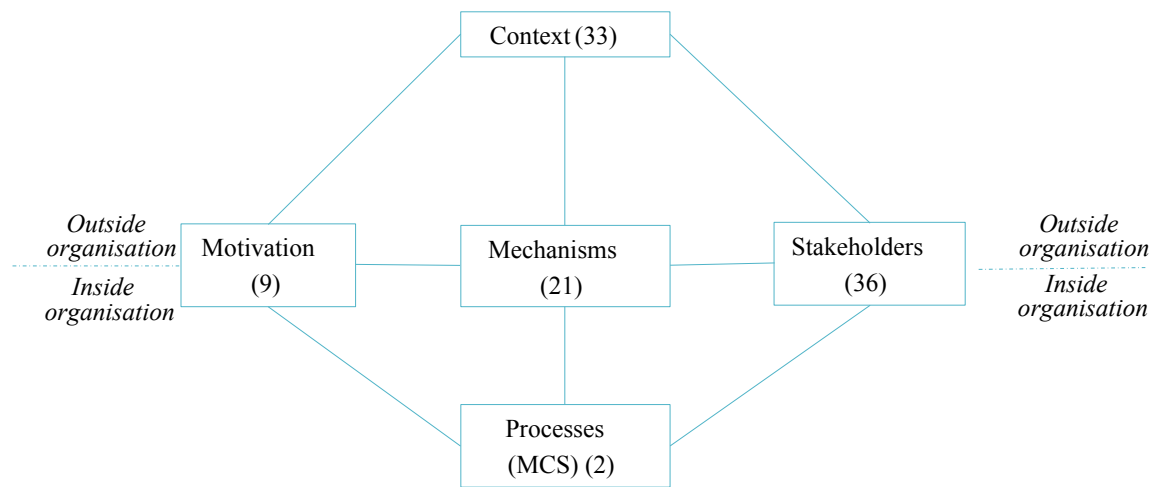 Context (33)
Outside
organisation
Inside
organisation
Motivation
(9)
Mechanisms
(21)
Stakeholders
(36)
Outside
organisation
Inside
organisation
Processes
(MCS) (2)